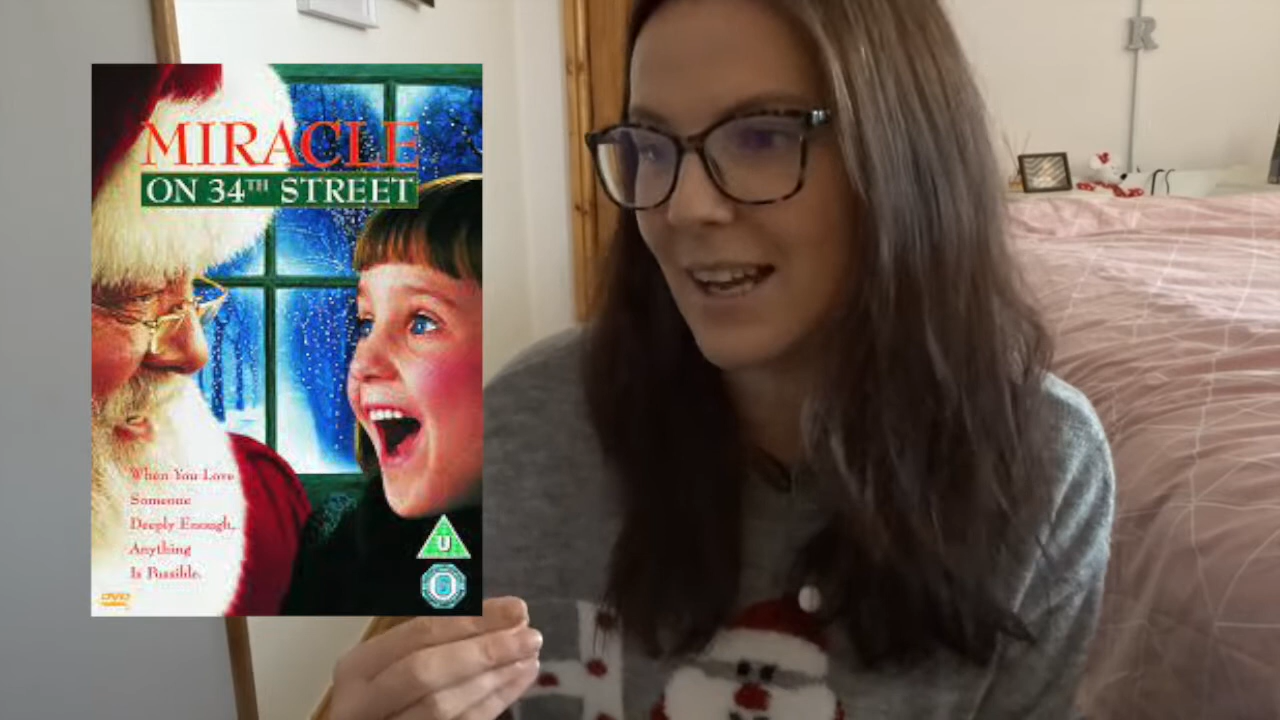 MIRACLE
ON 34TH STREET
When You Love
Someone
Deeply Enough,
Anything
Is Possible.
U
DVD
R